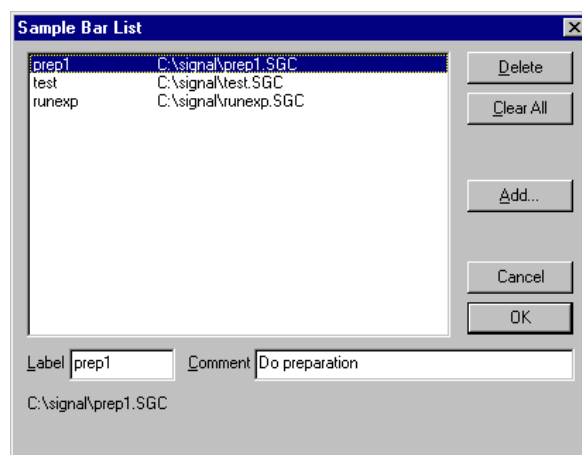 Sample Bar List
prep1 C:\signal\prep1.SGC
test C:\signal\test.SGC
runexp C:\signal\runexp.SGC
Delete
Clear All
Add...
Cancel
OK
Label prep1 Comment Do preparation
C:\signal\prep1.SGC